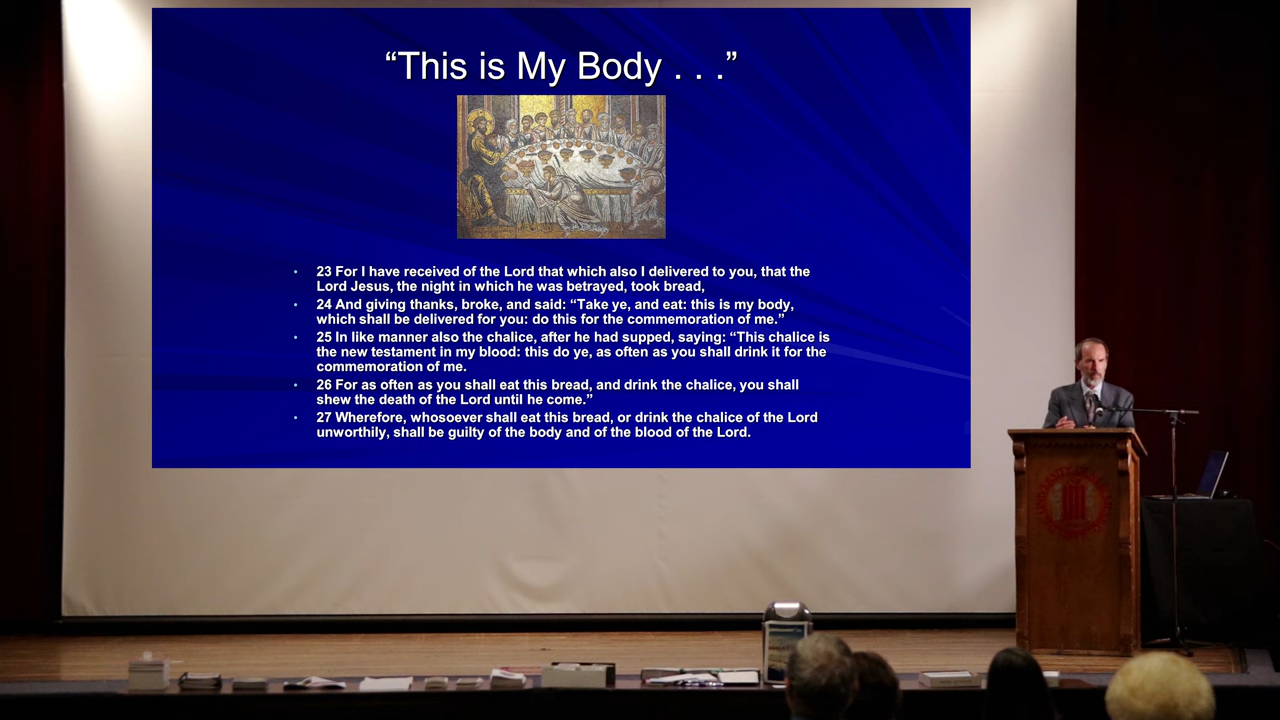 “This is My Body . . .”
• 23 For I have received of the Lord that which also I delivered to you, that the
Lord Jesus, the night in which he was betrayed, took bread,
• 24 And giving thanks, broke, and said: “Take ye, and eat: this is my body,
which shall be delivered for you: do this for the commemoration of me.”
• 25 In like manner also the chalice, after he had supped, saying: “This chalice is
the new testament in my blood: this do ye, as often as you shall drink it for the
commemoration of me.
• 26 For as often as you shall eat this bread, and drink the chalice, you shall
shew the death of the Lord until he come.”
• 27 Wherefore, whosoever shall eat this bread, or drink the chalice of the Lord
unworthily, shall be guilty of the body and of the blood of the Lord.